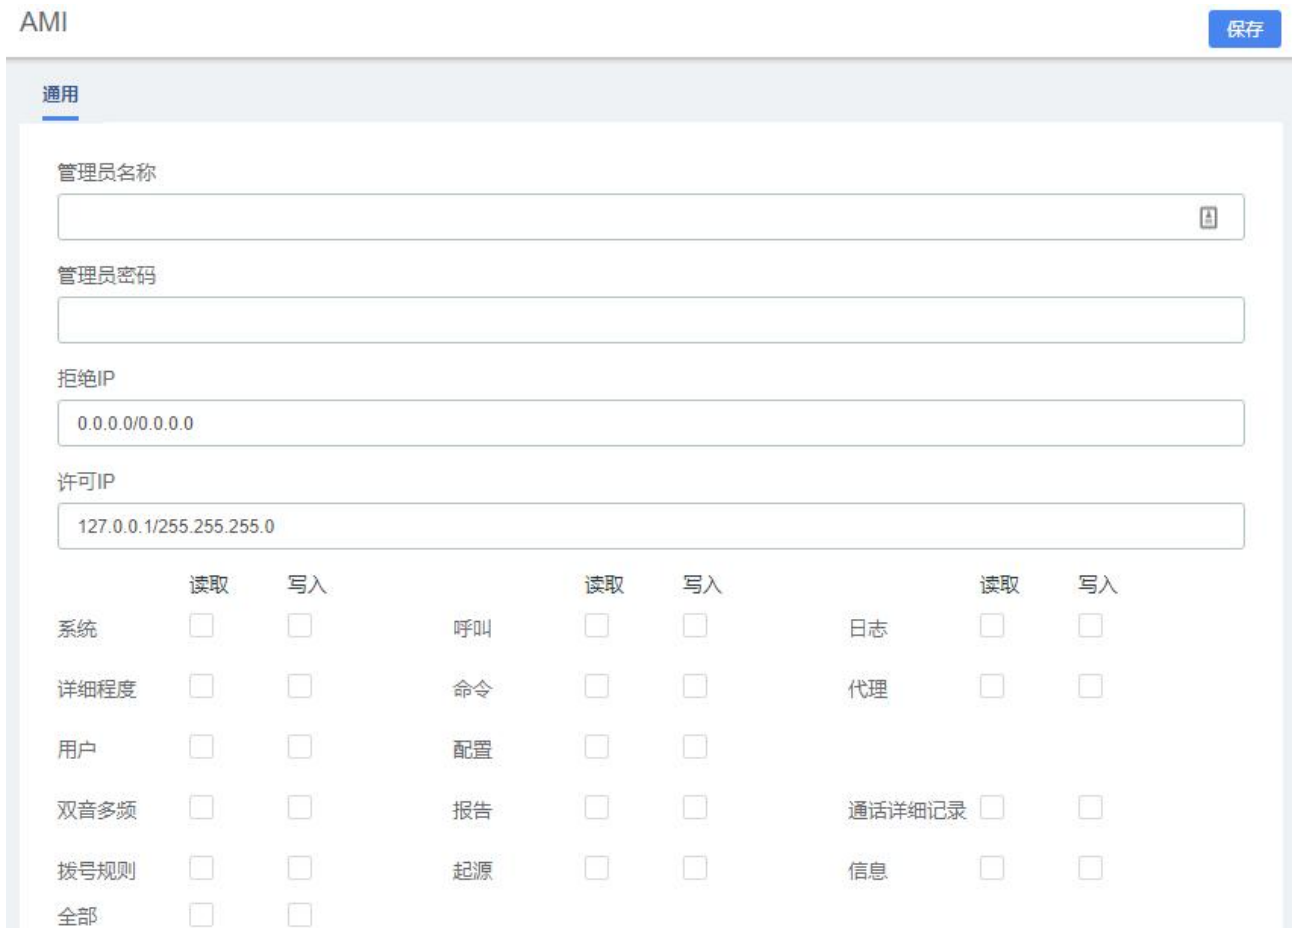 AMI
保存
通用
管理员名称
管理员密码
拒绝IP
0.0.0.0/0.0.0.0
许可IP
127.0.0.1/255.255.255.0
读取 写入 读取 写入 读取 写入
系统 呼叫 日志
详细程度 命令 代理
用户 配置
双音多频 报告 通话详细记录
拨号规则 起源 信息
全部